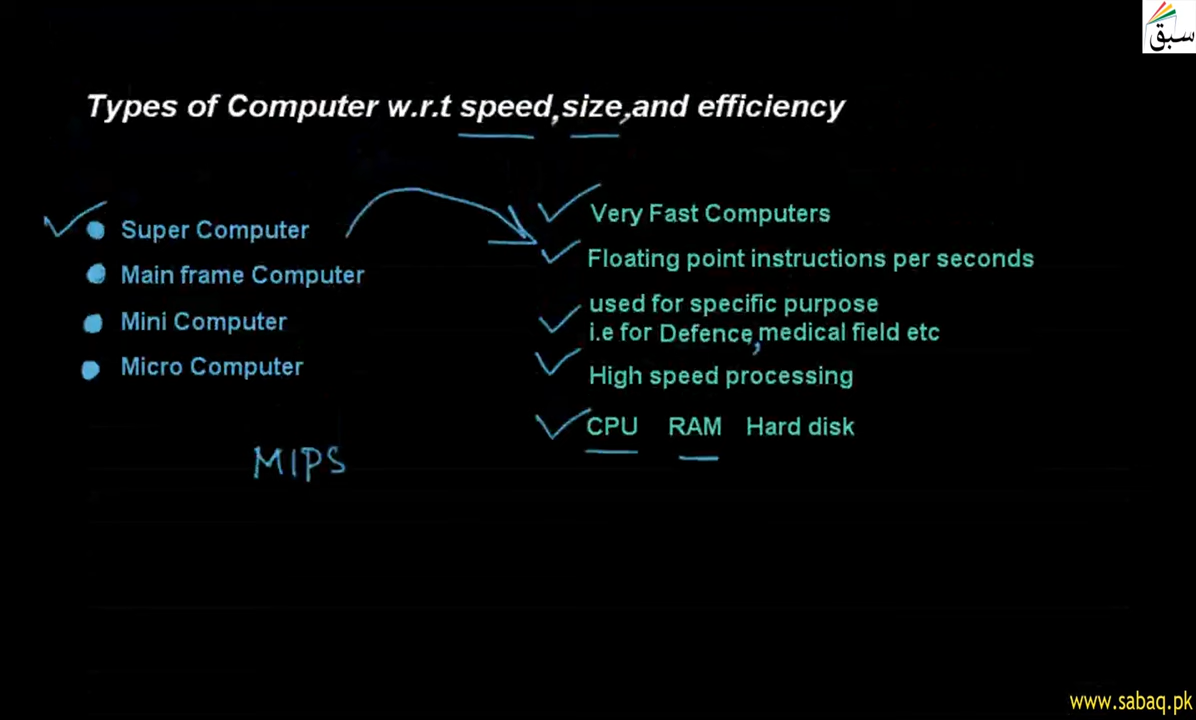 سبق
Types of Computer w.r.t speed,size,and efficiency
Super Computer
Main frame Computer
Mini Computer
Micro Computer
MIPS
Very Fast Computers
Floating point instructions per seconds
used for specific purpose
i.e for Defence,medical field etc
High speed processing
CPU RAM Hard disk
www.sabaq.pk